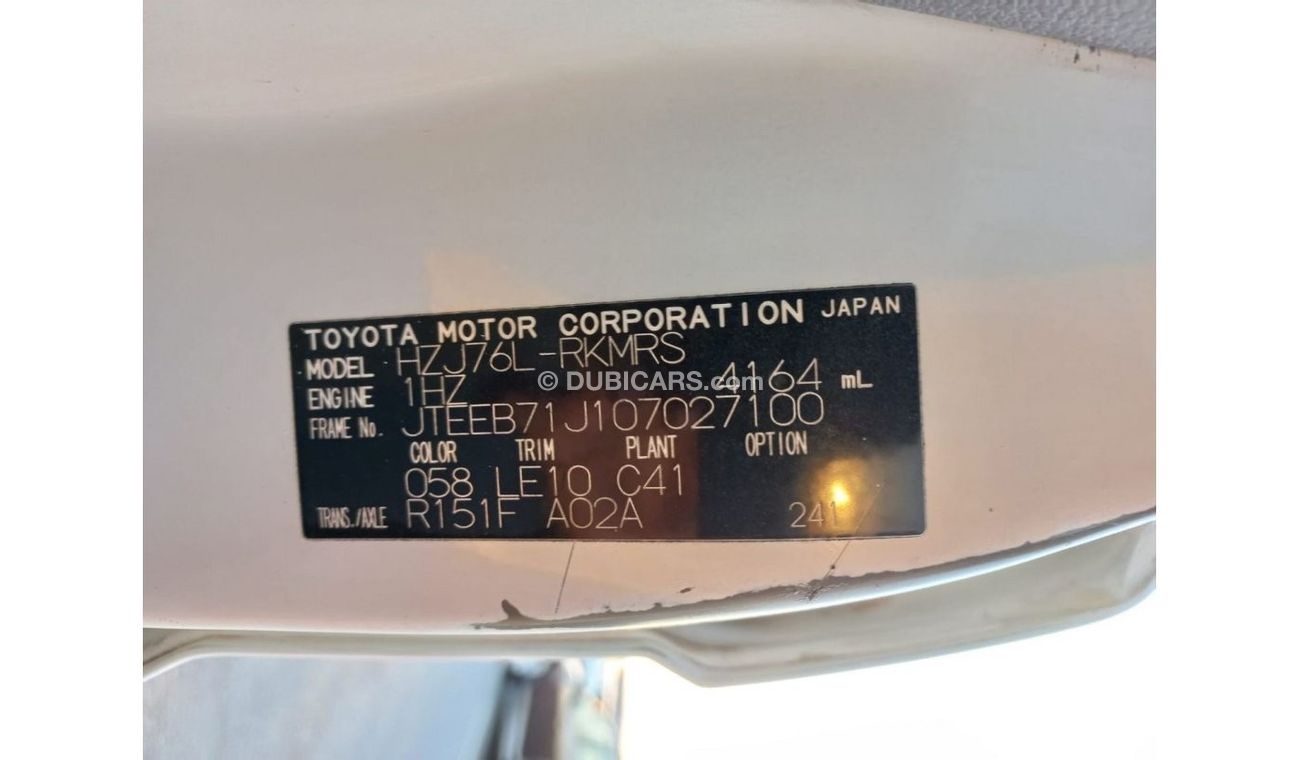 TOYOTA MOTOR CORPORATION JAPAN
MODEL HZJ76L-RKMRS
ENGINE 1HZ 4164 mL
© DUBICARS.com
FRAME No. JTEEB71J107027100
COLOR TRIM PLANT OPTION
058 LE10 C41
TRANS./AXLE R151F A02A 241